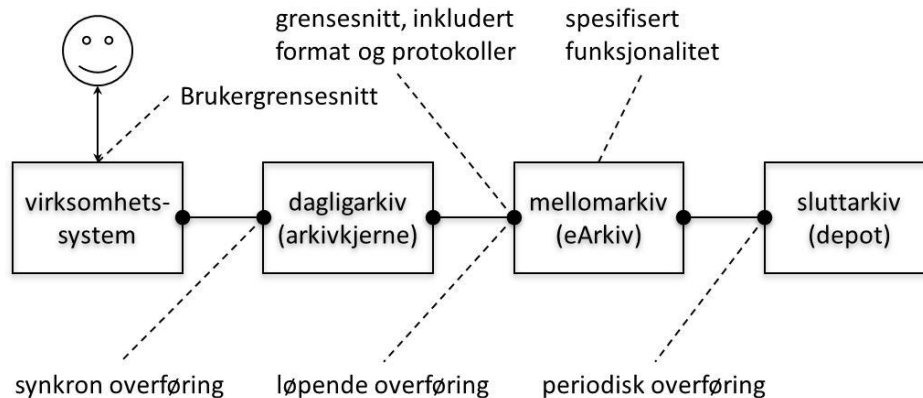 grensesnitt, inkludert
format og protokoller
spesifisert
funksjonalitet
Brukergrensesnitt
virksomhets-
system
dagligarkiv
(arkivkjerne)
mellomarkiv
(eArkiv)
sluttarkiv
(depot)
synkron overføring
løpende overføring
periodisk overføring